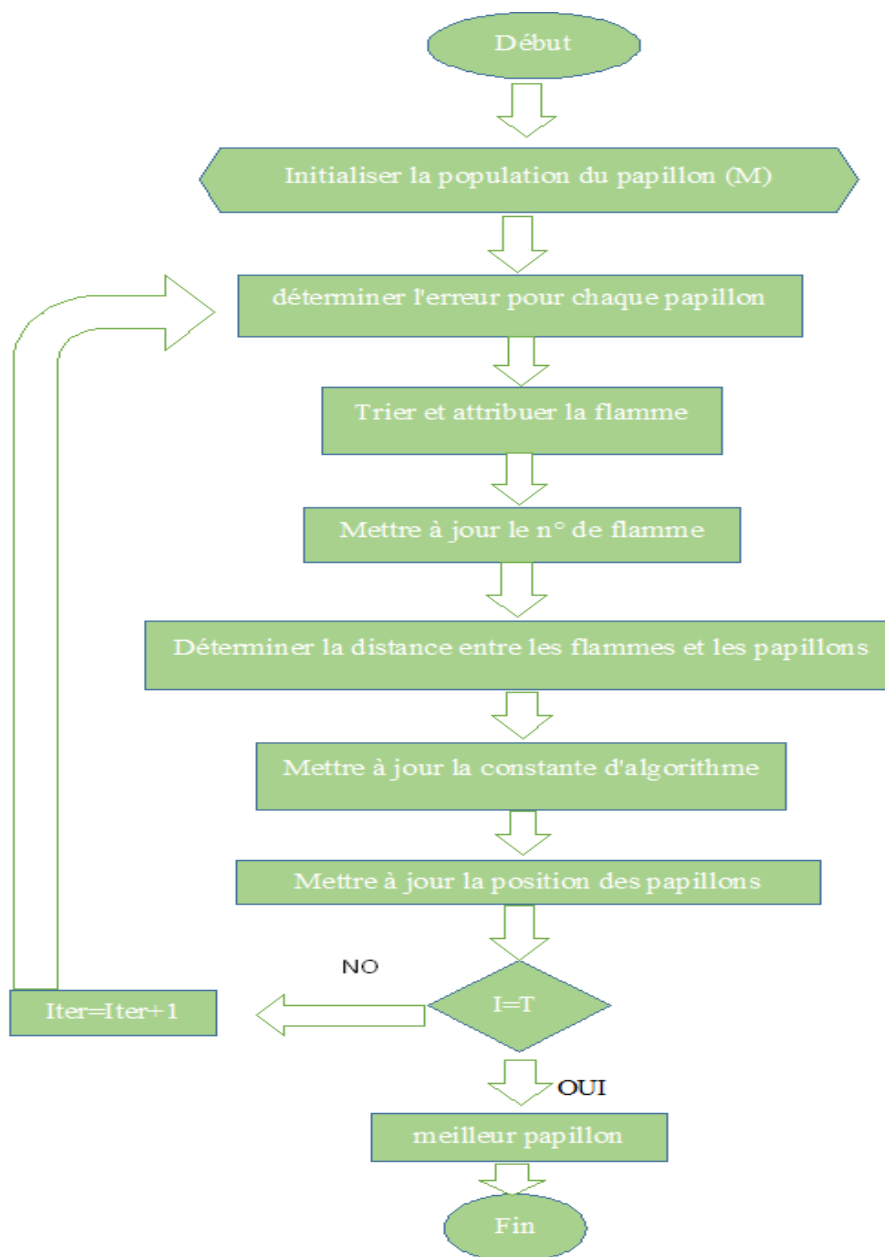 Début
Initialiser la population du papillon (M)
déterminer l'erreur pour chaque papillon
Trier et attribuer la flamme
Mettre à jour le n° de flamme
Déterminer la distance entre les flammes et les papillons
Mettre à jour la constante d'algorithme
Mettre à jour la position des papillons
NO
I=T
Iter=Iter+1
OUI
meilleur papillon
Fin